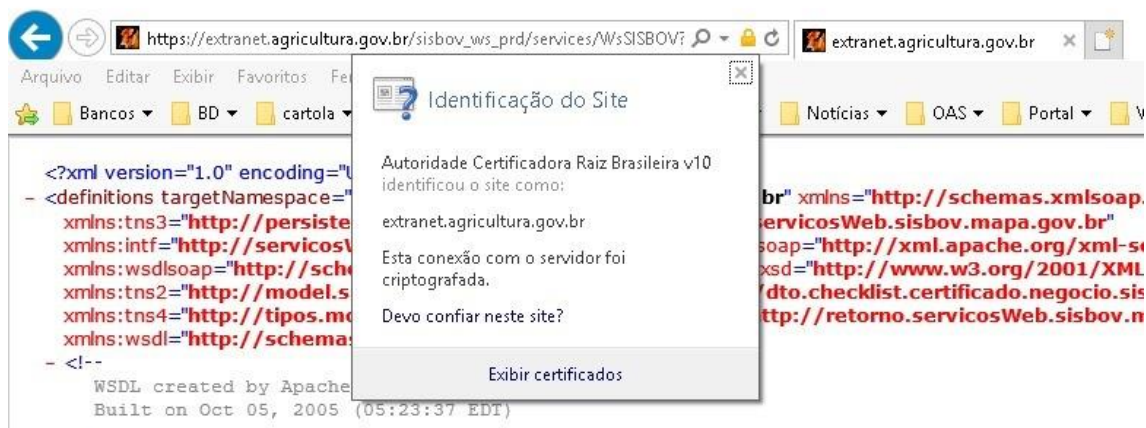 https://extranet.agricultura.gov.br/sisbov_ws_prd/services/WsSISBOV?
extranet.agricultura.gov.br
Arquivo Editar Exibir Favoritos
Bancos BD cartola Notícias OAS Portal
Identificação do Site
Autoridade Certificadora Raiz Brasileira v10
identificou o site como:
extranet.agricultura.gov.br
Esta conexão com o servidor foi
criptografada.
Devo confiar neste site?
Exibir certificados
<?xml version="1.0" encoding="
- <definitions targetNamespace=" br" xmlns="http://schemas.xmlsoap.
xmlns:tns3="http://persiste servicosWeb.sisbov.mapa.gov.br"
xmlns:intf="http://servicos soap="http://xml.apache.org/xml-s
xmlns:wsdlsoap="http://sch xsd="http://www.w3.org/2001/XML
xmlns:tns2="http://model.s /dto.checklist.certificado.negocio.sis
xmlns:tns4="http://tipos.mo ttp://retorno.servicosWeb.sisbov.m
xmlns:wsdl="http://schema
- <!--
WSDL created by Apache
Built on Oct 05, 2005 (05:23:37 EDT)